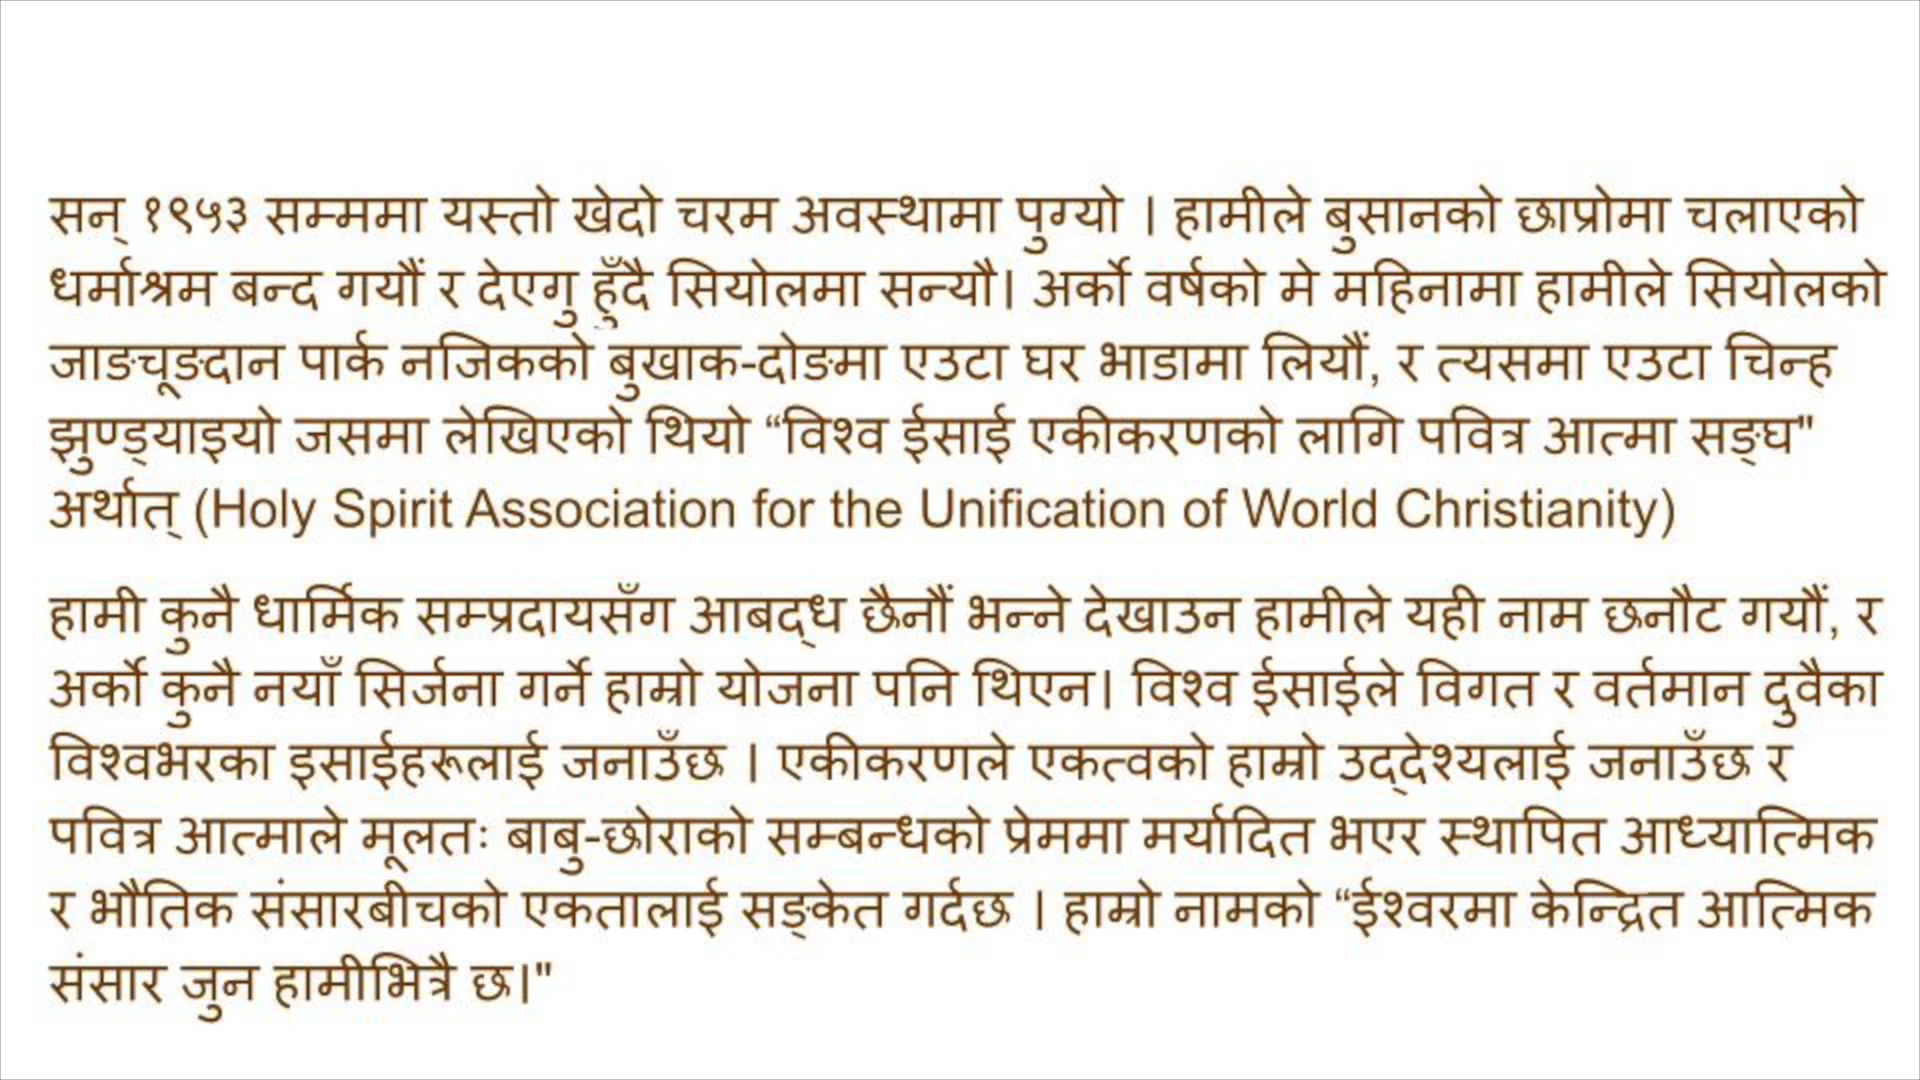 सन् १९५३ सम्ममा यस्तो खेदो चरम अवस्थामा पुग्यो । हामीले बुसानको छाप्रोमा चलाएको
धर्माश्रम बन्द गयौं र देएगु हुँदै सियोलमा सन्यौ। अर्को वर्षको मे महिनामा हामीले सियोलको
जाङचूङदान पार्क नजिकको बुखाक-दोङमा एउटा घर भाडामा लियौं, र त्यसमा एउटा चिन्ह
झुण्ड्याइयो जसमा लेखिएको थियो “विश्व ईसाई एकीकरणको लागि पवित्र आत्मा सङ्घ"
अर्थात् (Holy Spirit Association for the Unification of World Christianity)
हामी कुनै धार्मिक सम्प्रदायसँग आबद्ध छैनौं भन्ने देखाउन हामीले यही नाम छनौट गयौं, र
अर्को कुनै नयाँ सिर्जना गर्ने हाम्रो योजना पनि थिएन। विश्व ईसाईले विगत र वर्तमान दुवैका
विश्वभरका इसाईहरूलाई जनाउँछ । एकीकरणले एकत्वको हाम्रो उद्देश्यलाई जनाउँछ र
पवित्र आत्माले मूलतः बाबु-छोराको सम्बन्धको प्रेममा मर्यादित भएर स्थापित आध्यात्मिक
र भौतिक संसारबीचको एकतालाई सङ्केत गर्दछ । हाम्रो नामको “ईश्वरमा केन्द्रित आत्मिक
संसार जुन हामीभित्रै छ।"